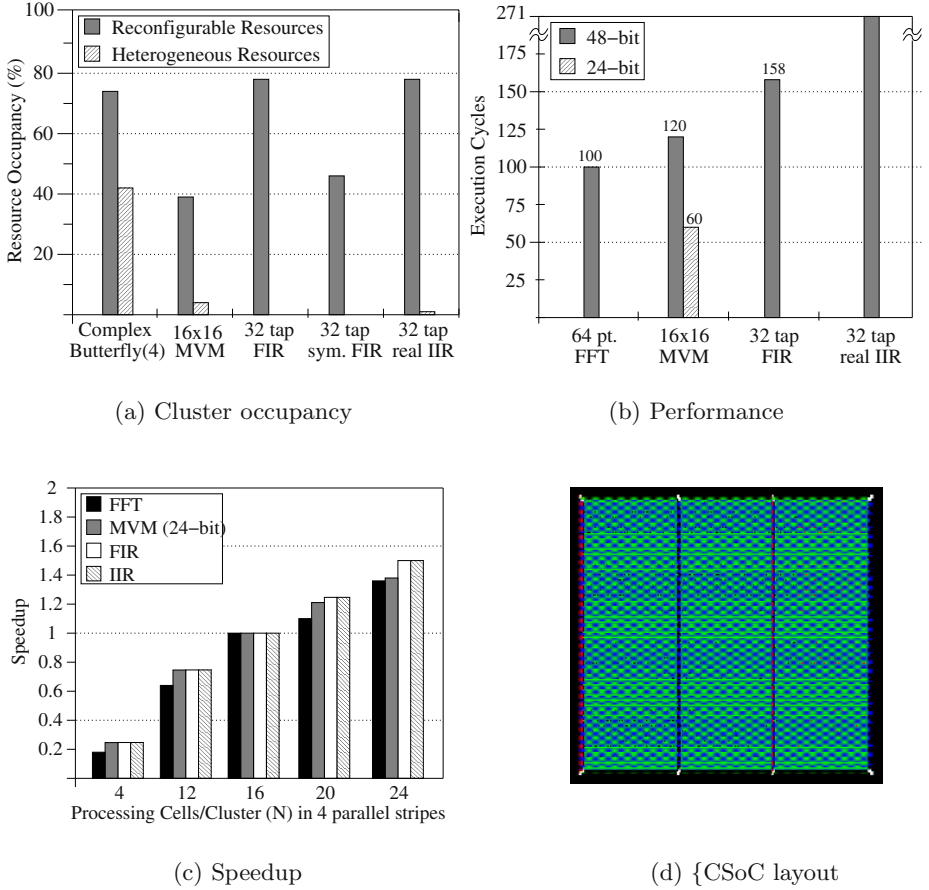 100
80
60
40
20
Resource Occupancy (%)
Reconfigurable Resources
Heterogeneous Resources
Complex
Butterfly(4)
16x16
MVM
32 tap
FIR
32 tap
sym. FIR
32 tap
real IIR
(a) Cluster occupancy
271
175
150
125
100
75
50
25
Execution Cycles
48−bit
24−bit
100
120
60
158
64 pt.
FFT
16x16
MVM
32 tap
FIR
32 tap
real IIR
(b) Performance
2
1.8
1.6
1.4
1.2
1
0.8
0.6
0.4
0.2
Speedup
FFT
MVM (24−bit)
FIR
IIR
4 12 16 20 24
Processing Cells/Cluster (N) in 4 parallel stripes
(c) Speedup
(d) {CSoC layout